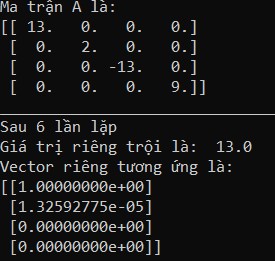 Ma trận A là:
[[ 13.   0.   0.   0.]
 [  0.   2.   0.   0.]
 [  0.   0. -13.   0.]
 [  0.   0.   0.   9.]]
Sau 6 lần lặp
Giá trị riêng trội là:  13.0
Vector riêng tương ứng là:
[[1.00000000e+00]
 [1.32592775e-05]
 [0.00000000e+00]
 [0.00000000e+00]]